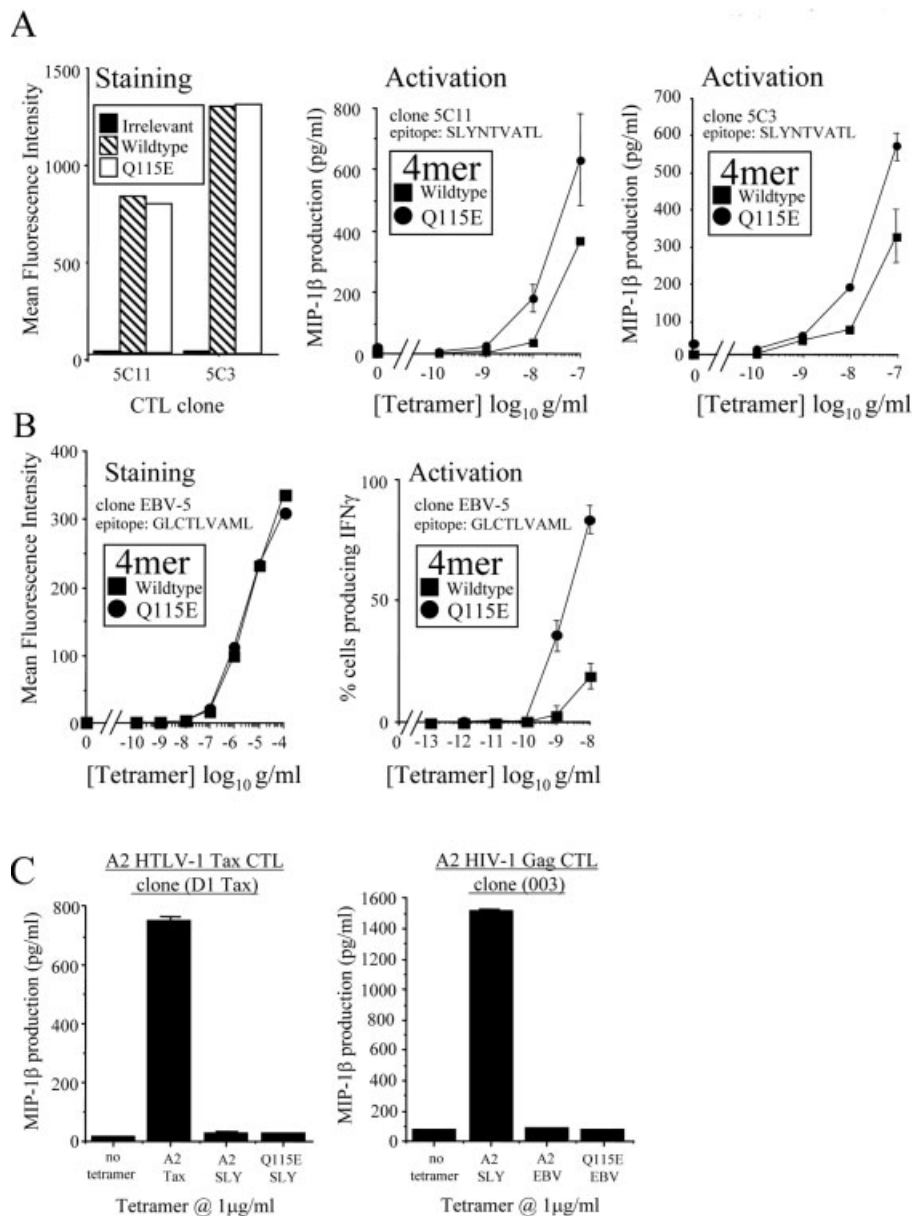 A
Staining
1500
1000
500
0
Mean Fluorescence Intensity
Irrelevant
Wildtype
Q115E
5C11 5C3
CTL clone
Activation
800
600
400
200
0
MIP-1β production (pg/ml)
clone 5C11
epitope: SLYNTVATL
4mer
Wildtype
Q115E
0 -10 -9 -8 -7
[Tetramer] log10 g/ml
Activation
700
600
500
400
300
200
100
0
MIP-1β production (pg/ml)
clone 5C3
epitope: SLYNTVATL
4mer
Wildtype
Q115E
0 -10 -9 -8 -7
[Tetramer] log10 g/ml
B
Staining
400
300
200
100
0
Mean Fluorescence Intensity
clone EBV-5
epitope: GLCTLVAML
4mer
Wildtype
Q115E
0 -10 -9 -8 -7 -6 -5 -4
[Tetramer] log10 g/ml
Activation
100
50
0
% cells producing IFNγ
clone EBV-5
epitope: GLCTLVAML
4mer
Wildtype
Q115E
0 -13 -12 -11 -10 -9 -8
[Tetramer] log10 g/ml
C
A2 HTLV-1 Tax CTL
clone (D1 Tax)
800
600
400
200
0
MIP-1β production (pg/ml)
no tetramer
A2 Tax
A2 SLY
Q115E SLY
Tetramer @ 1μg/ml
A2 HIV-1 Gag CTL
clone (003)
1600
1400
1200
1000
800
600
400
200
0
MIP-1β production (pg/ml)
no tetramer
A2 SLY
A2 EBV
Q115E EBV
Tetramer @ 1μg/ml